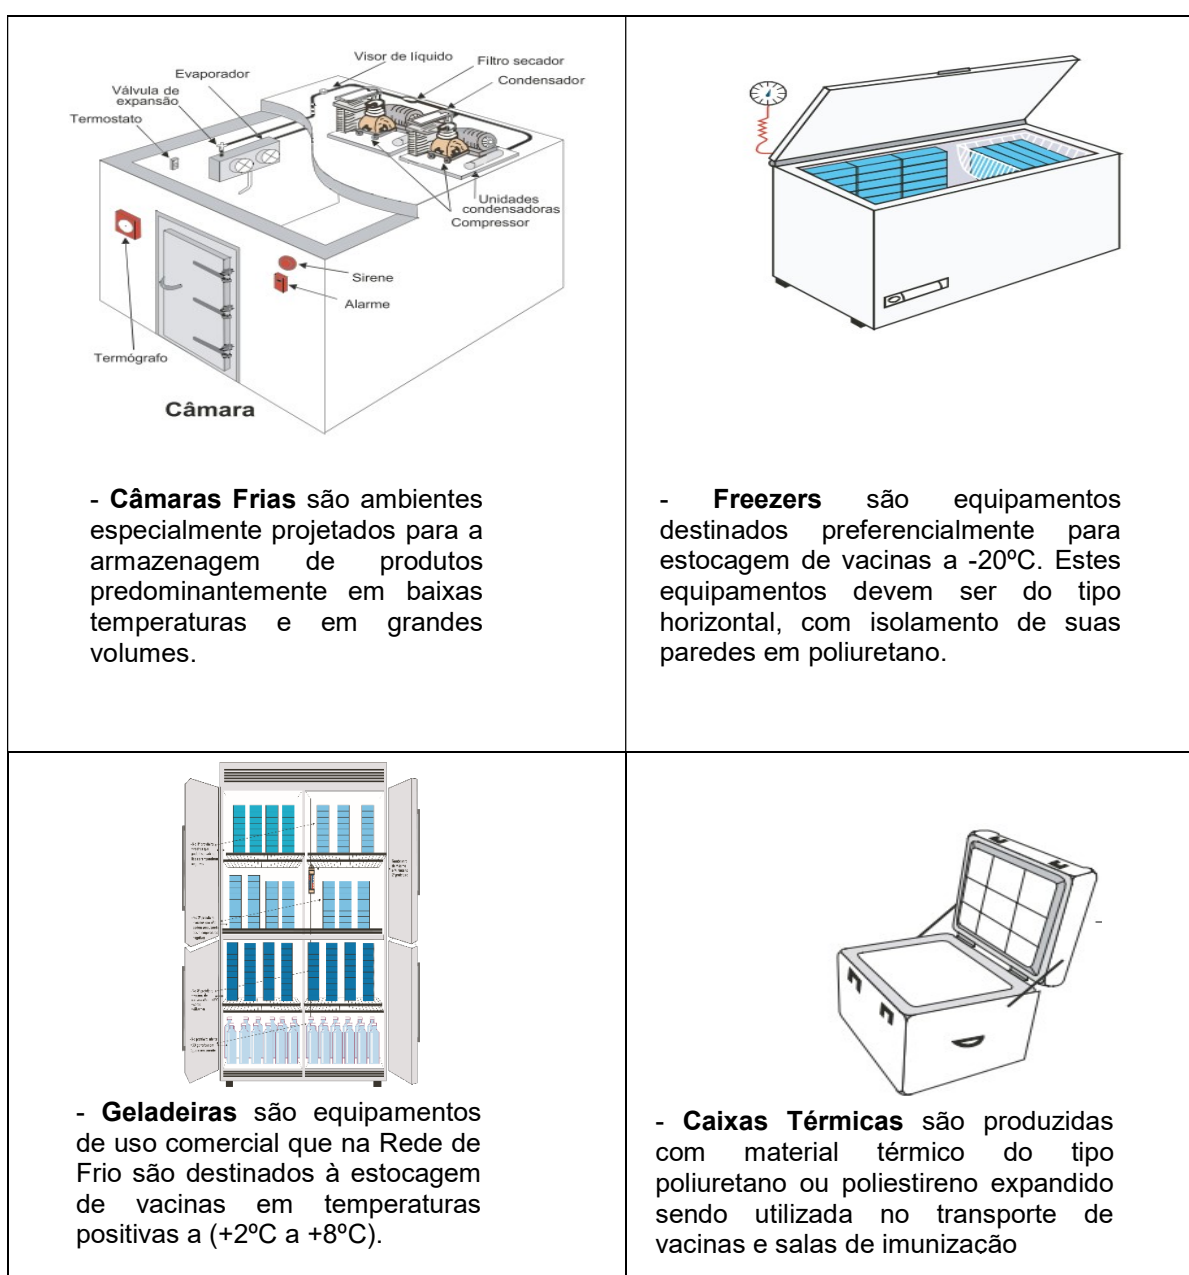 Visor de líquido
Filtro secador
Evaporador
Condensador
Válvula de
expansão
Termostato
Unidades
condensadoras
Compressor
Sirene
Alarme
Termógrafo
Câmara
- Câmaras Frias são ambientes
especialmente projetados para a
armazenagem de produtos
predominantemente em baixas
temperaturas e em grandes
volumes.
- Freezers são equipamentos
destinados preferencialmente para
estocagem de vacinas a -20ºC. Estes
equipamentos devem ser do tipo
horizontal, com isolamento de suas
paredes em poliuretano.
- Geladeiras são equipamentos
de uso comercial que na Rede de
Frio são destinados à estocagem
de vacinas em temperaturas
positivas a (+2ºC a +8ºC).
- Caixas Térmicas são produzidas
com material térmico do tipo
poliuretano ou poliestireno expandido
sendo utilizada no transporte de
vacinas e salas de imunização